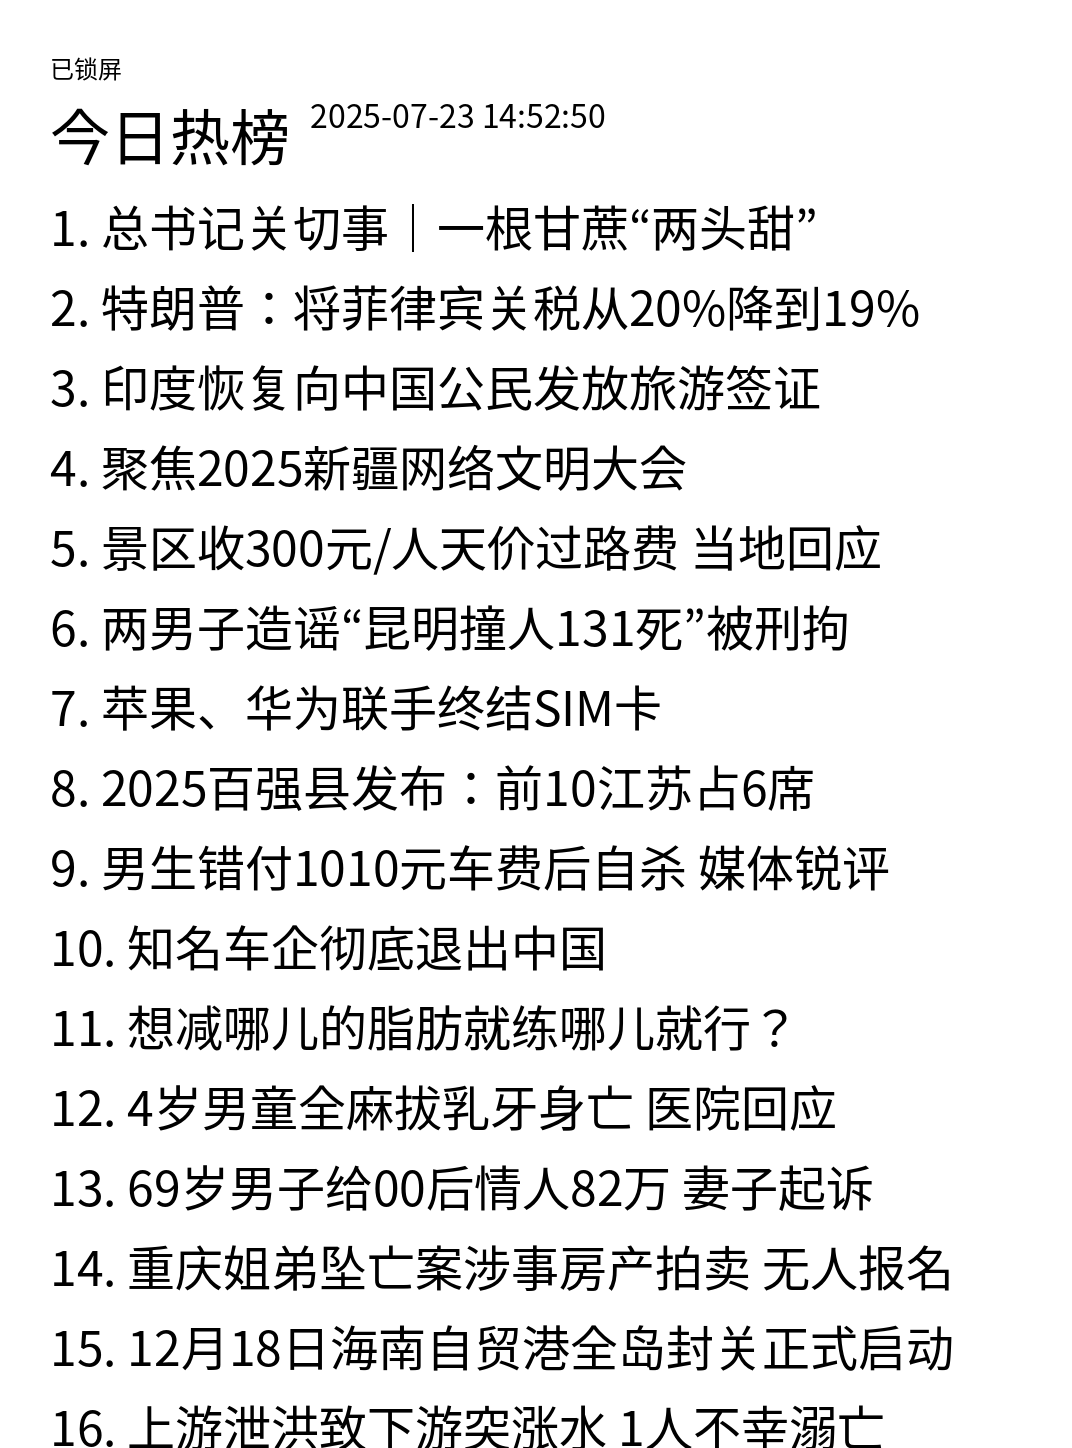 已锁屏
今日热榜 2025-07-23 14:52:50
1. 总书记关切事｜一根甘蔗“两头甜”
2. 特朗普：将菲律宾关税从20%降到19%
3. 印度恢复向中国公民发放旅游签证
4. 聚焦2025新疆网络文明大会
5. 景区收300元/人天价过路费 当地回应
6. 两男子造谣“昆明撞人131死”被刑拘
7. 苹果、华为联手终结SIM卡
8. 2025百强县发布：前10江苏占6席
9. 男生错付1010元车费后自杀 媒体锐评
10. 知名车企彻底退出中国
11. 想减哪儿的脂肪就练哪儿就行？
12. 4岁男童全麻拔乳牙身亡 医院回应
13. 69岁男子给00后情人82万 妻子起诉
14. 重庆姐弟坠亡案涉事房产拍卖 无人报名
15. 12月18日海南自贸港全岛封关正式启动
16. 上游泄洪致下游突涨水 1人不幸溺亡